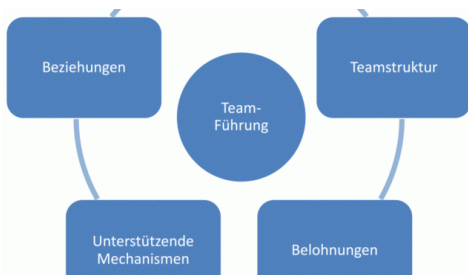 Beziehungen
Teamstruktur
Team-
Führung
Unterstützende
Mechanismen
Belohnungen